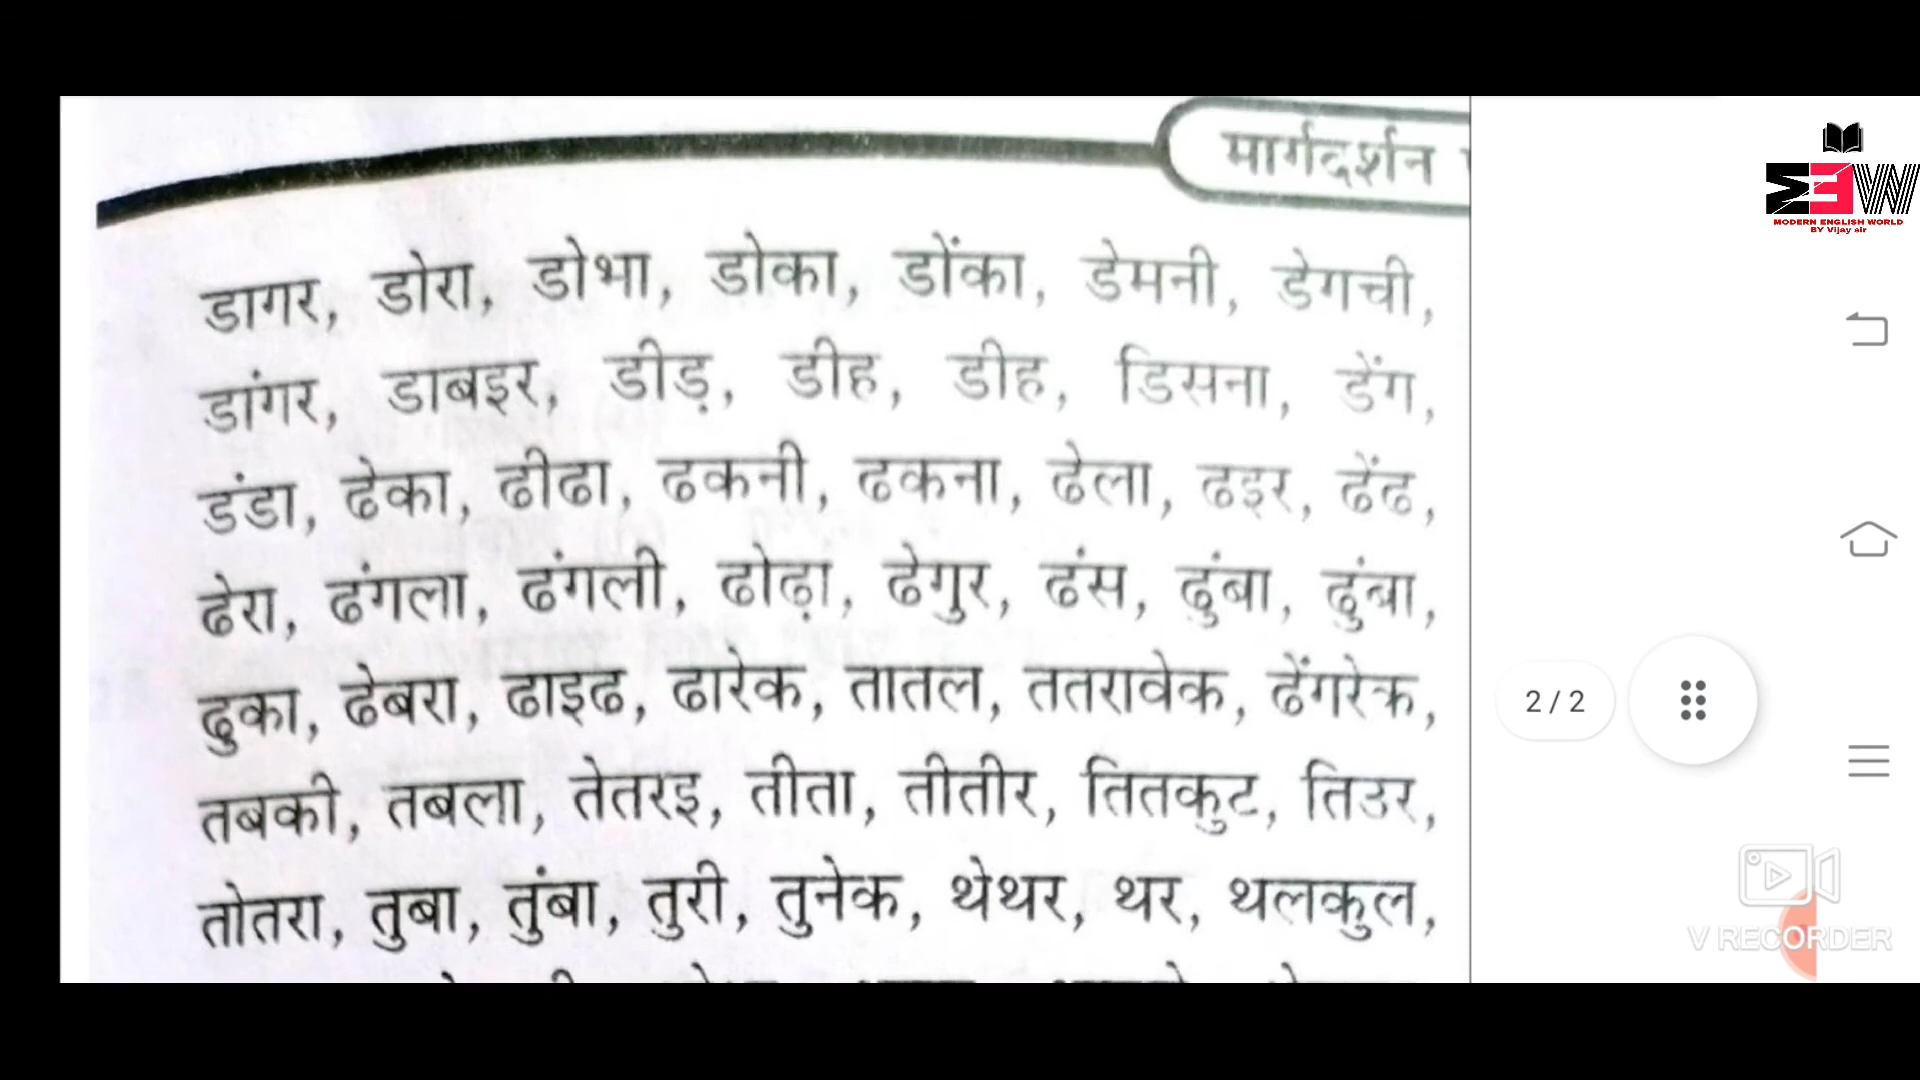 मार्गदर्शन
डागर, डोरा, डोभा, डोका, डोंका, डेमनी, डेगची,
डांगर, डाबइर, डीड़, डीह, डीह, डिसना, डेंग,
डंडा, ढेका, ढीढा, ढकनी, ढकना, ढेला, ढइर, ढेंढ,
ढेरा, ढंगला, ढंगली, ढोढ़ा, ढेगुर, ढंस, ढुंबा, ढुंबा,
ढुका, ढेबरा, ढाइढ, ढारेक, तातल, ततरावेक, ढेंगरेक,
तबकी, तबला, तेतरइ, तीता, तीतीर, तितकुट, तिउर,
तोतरा, तुबा, तुंबा, तुरी, तुनेक, थेथर, थर, थलकुल,
MEW
MODERN ENGLISH WORLD
BY Vijay sir
2 / 2
V RECORDER